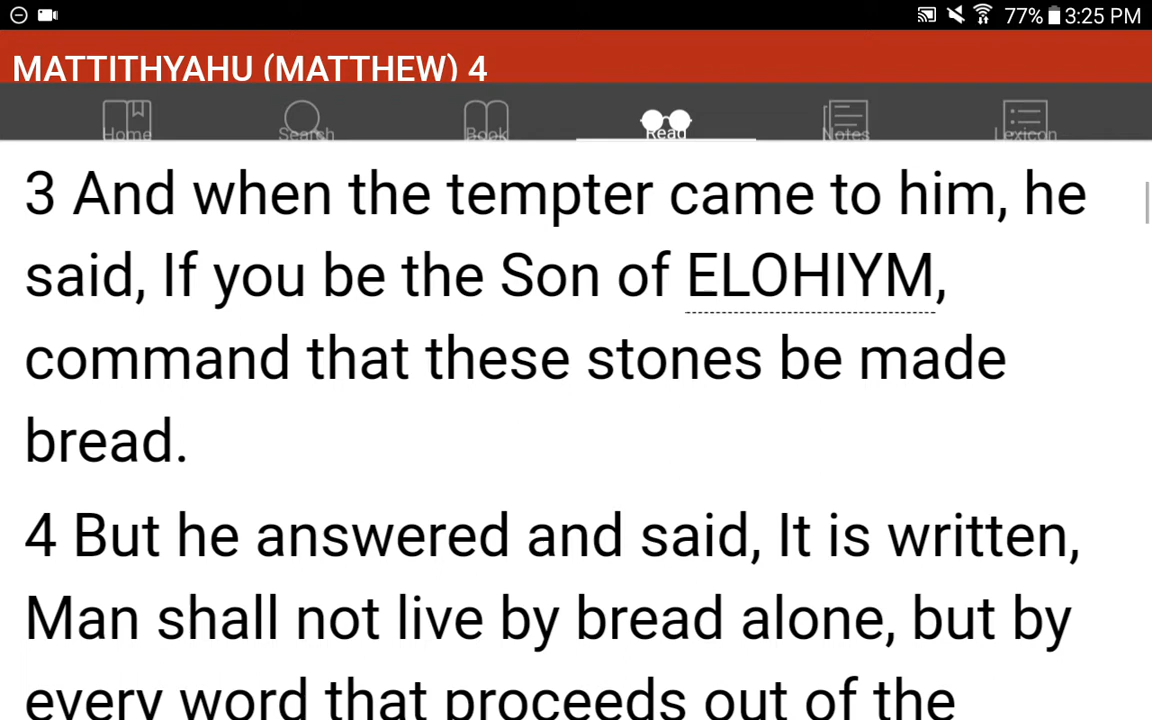 77% 3:25 PM
MATTITHYAHU (MATTHEW) 4
Home Search Book Read Notes Lexicon
3 And when the tempter came to him, he
said, If you be the Son of ELOHIYM,
command that these stones be made
bread.
4 But he answered and said, It is written,
Man shall not live by bread alone, but by
every word that proceeds out of the